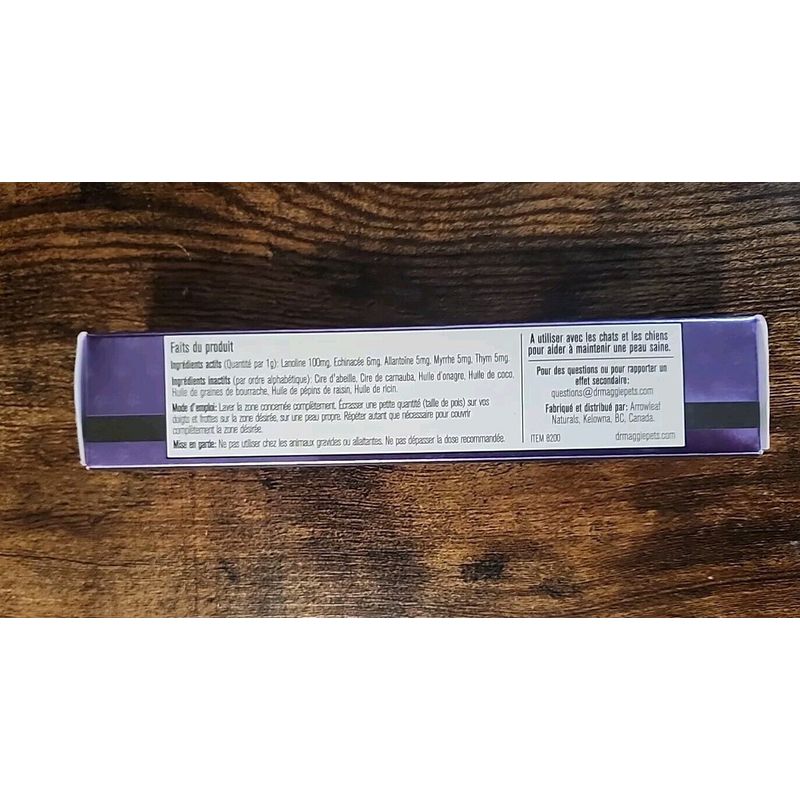 Faits du produit
Ingrédients actifs (Quantité par 1g): Lanoline 100mg, Échinacée 6mg, Allantoïne 5mg, Myrrhe 5mg, Thym 5mg.
Ingrédients inactifs (par ordre alphabétique): Cire d'abeille, Cire de carnauba, Huile d'onagre, Huile de coco,
Huile de graines de bourrache, Huile de pépins de raisin, Huile de ricin.
Mode d'emploi: Laver la zone concernée complètement. Écraser une petite quantité (taille de pois) sur vos
doigts et frottes sur la zone désirée, sur une peau propre. Répéter autant que nécessaire pour couvrir
complètement la zone désirée.
Mise en garde: Ne pas utiliser chez les animaux gravides ou allaitantes. Ne pas dépasser la dose recommandée.
A utiliser avec les chats et les chiens
pour aider à maintenir une peau saine.
Pour des questions ou pour rapporter un
effet secondaire:
questions@drmaggiepets.com
Fabriqué et distribué par: Arrowleaf
Naturals, Kelowna, BC, Canada.
ITEM 8200 drmaggiepets.com